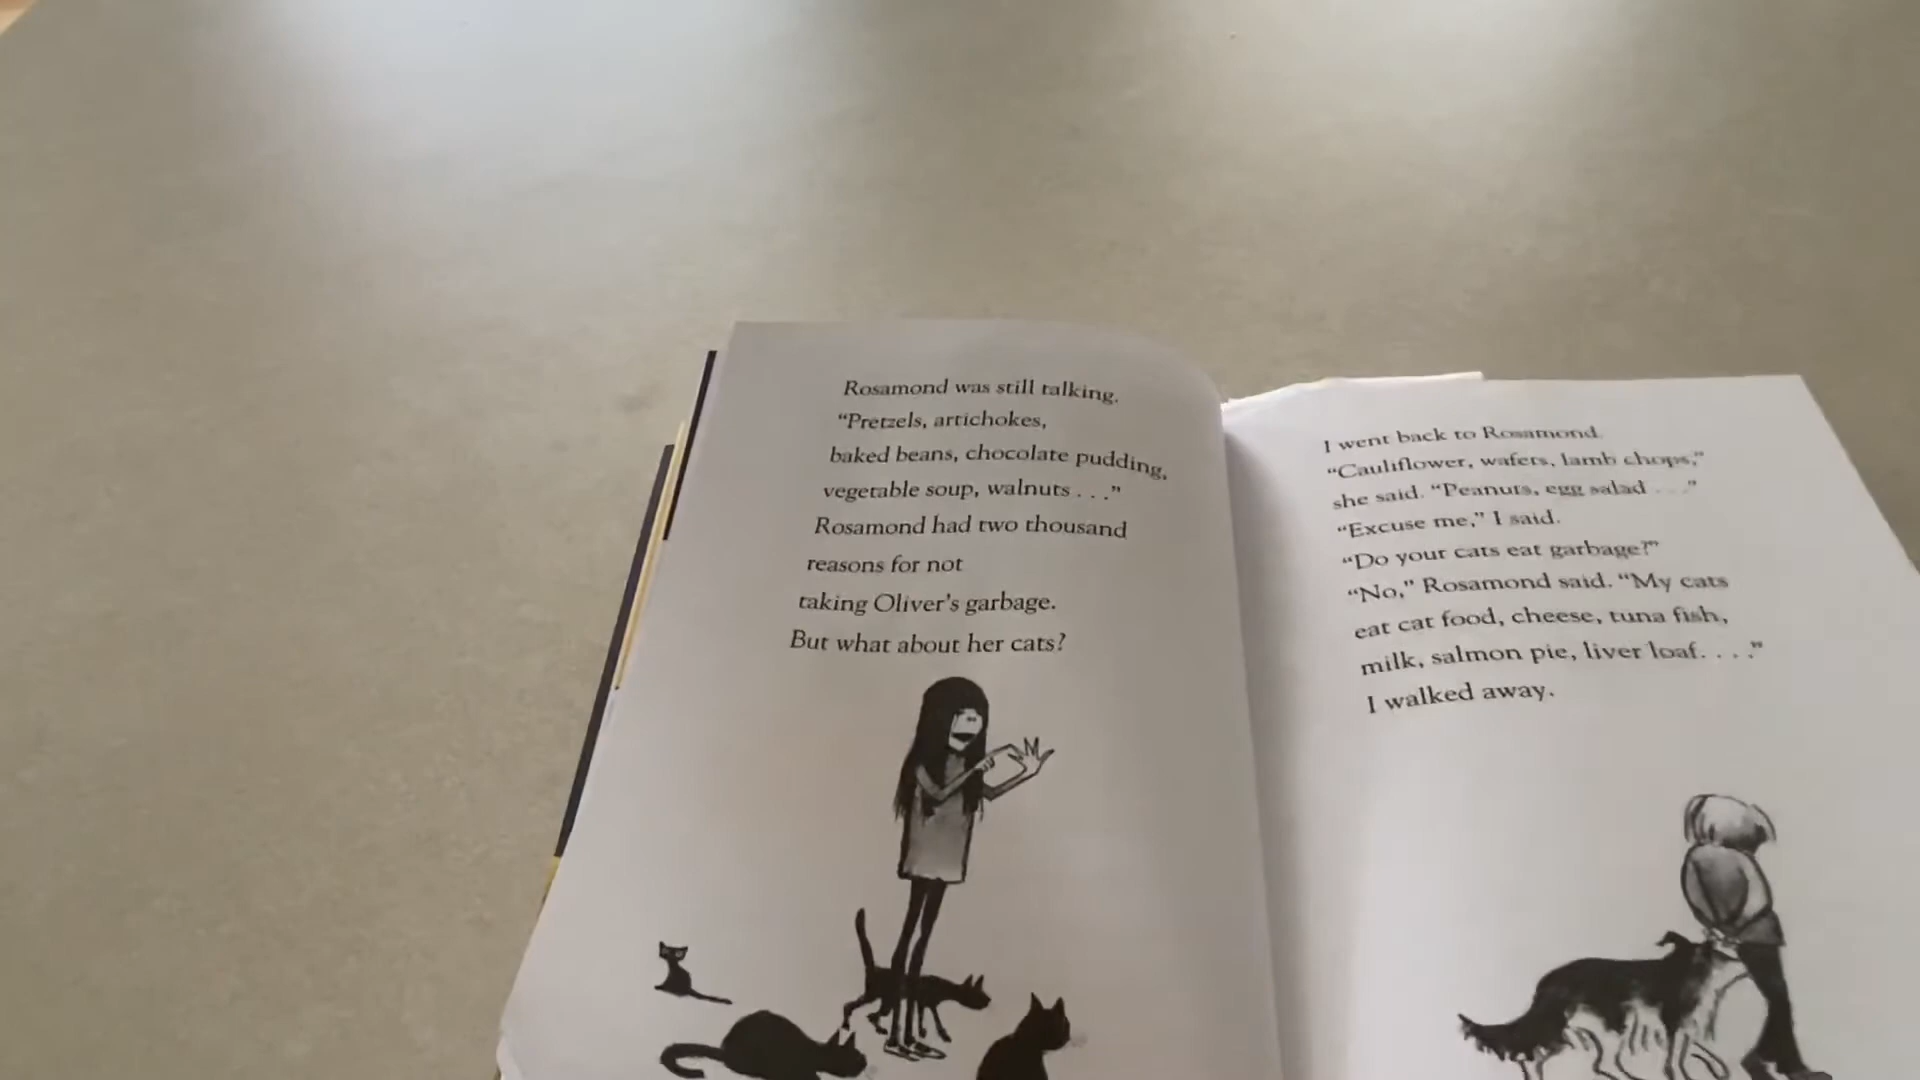 Rosamond was still talking.
“Pretzels, artichokes,
baked beans, chocolate pudding,
vegetable soup, walnuts . . .”
Rosamond had two thousand
reasons for not
taking Oliver’s garbage.
But what about her cats?
I went back to Rosamond.
“Cauliflower, wafers, lamb chops,”
she said. “Peanuts, egg salad . . .”
“Excuse me,” I said.
“Do your cats eat garbage?”
“No,” Rosamond said. “My cats
eat cat food, cheese, tuna fish,
milk, salmon pie, liver loaf. . . .”
I walked away.